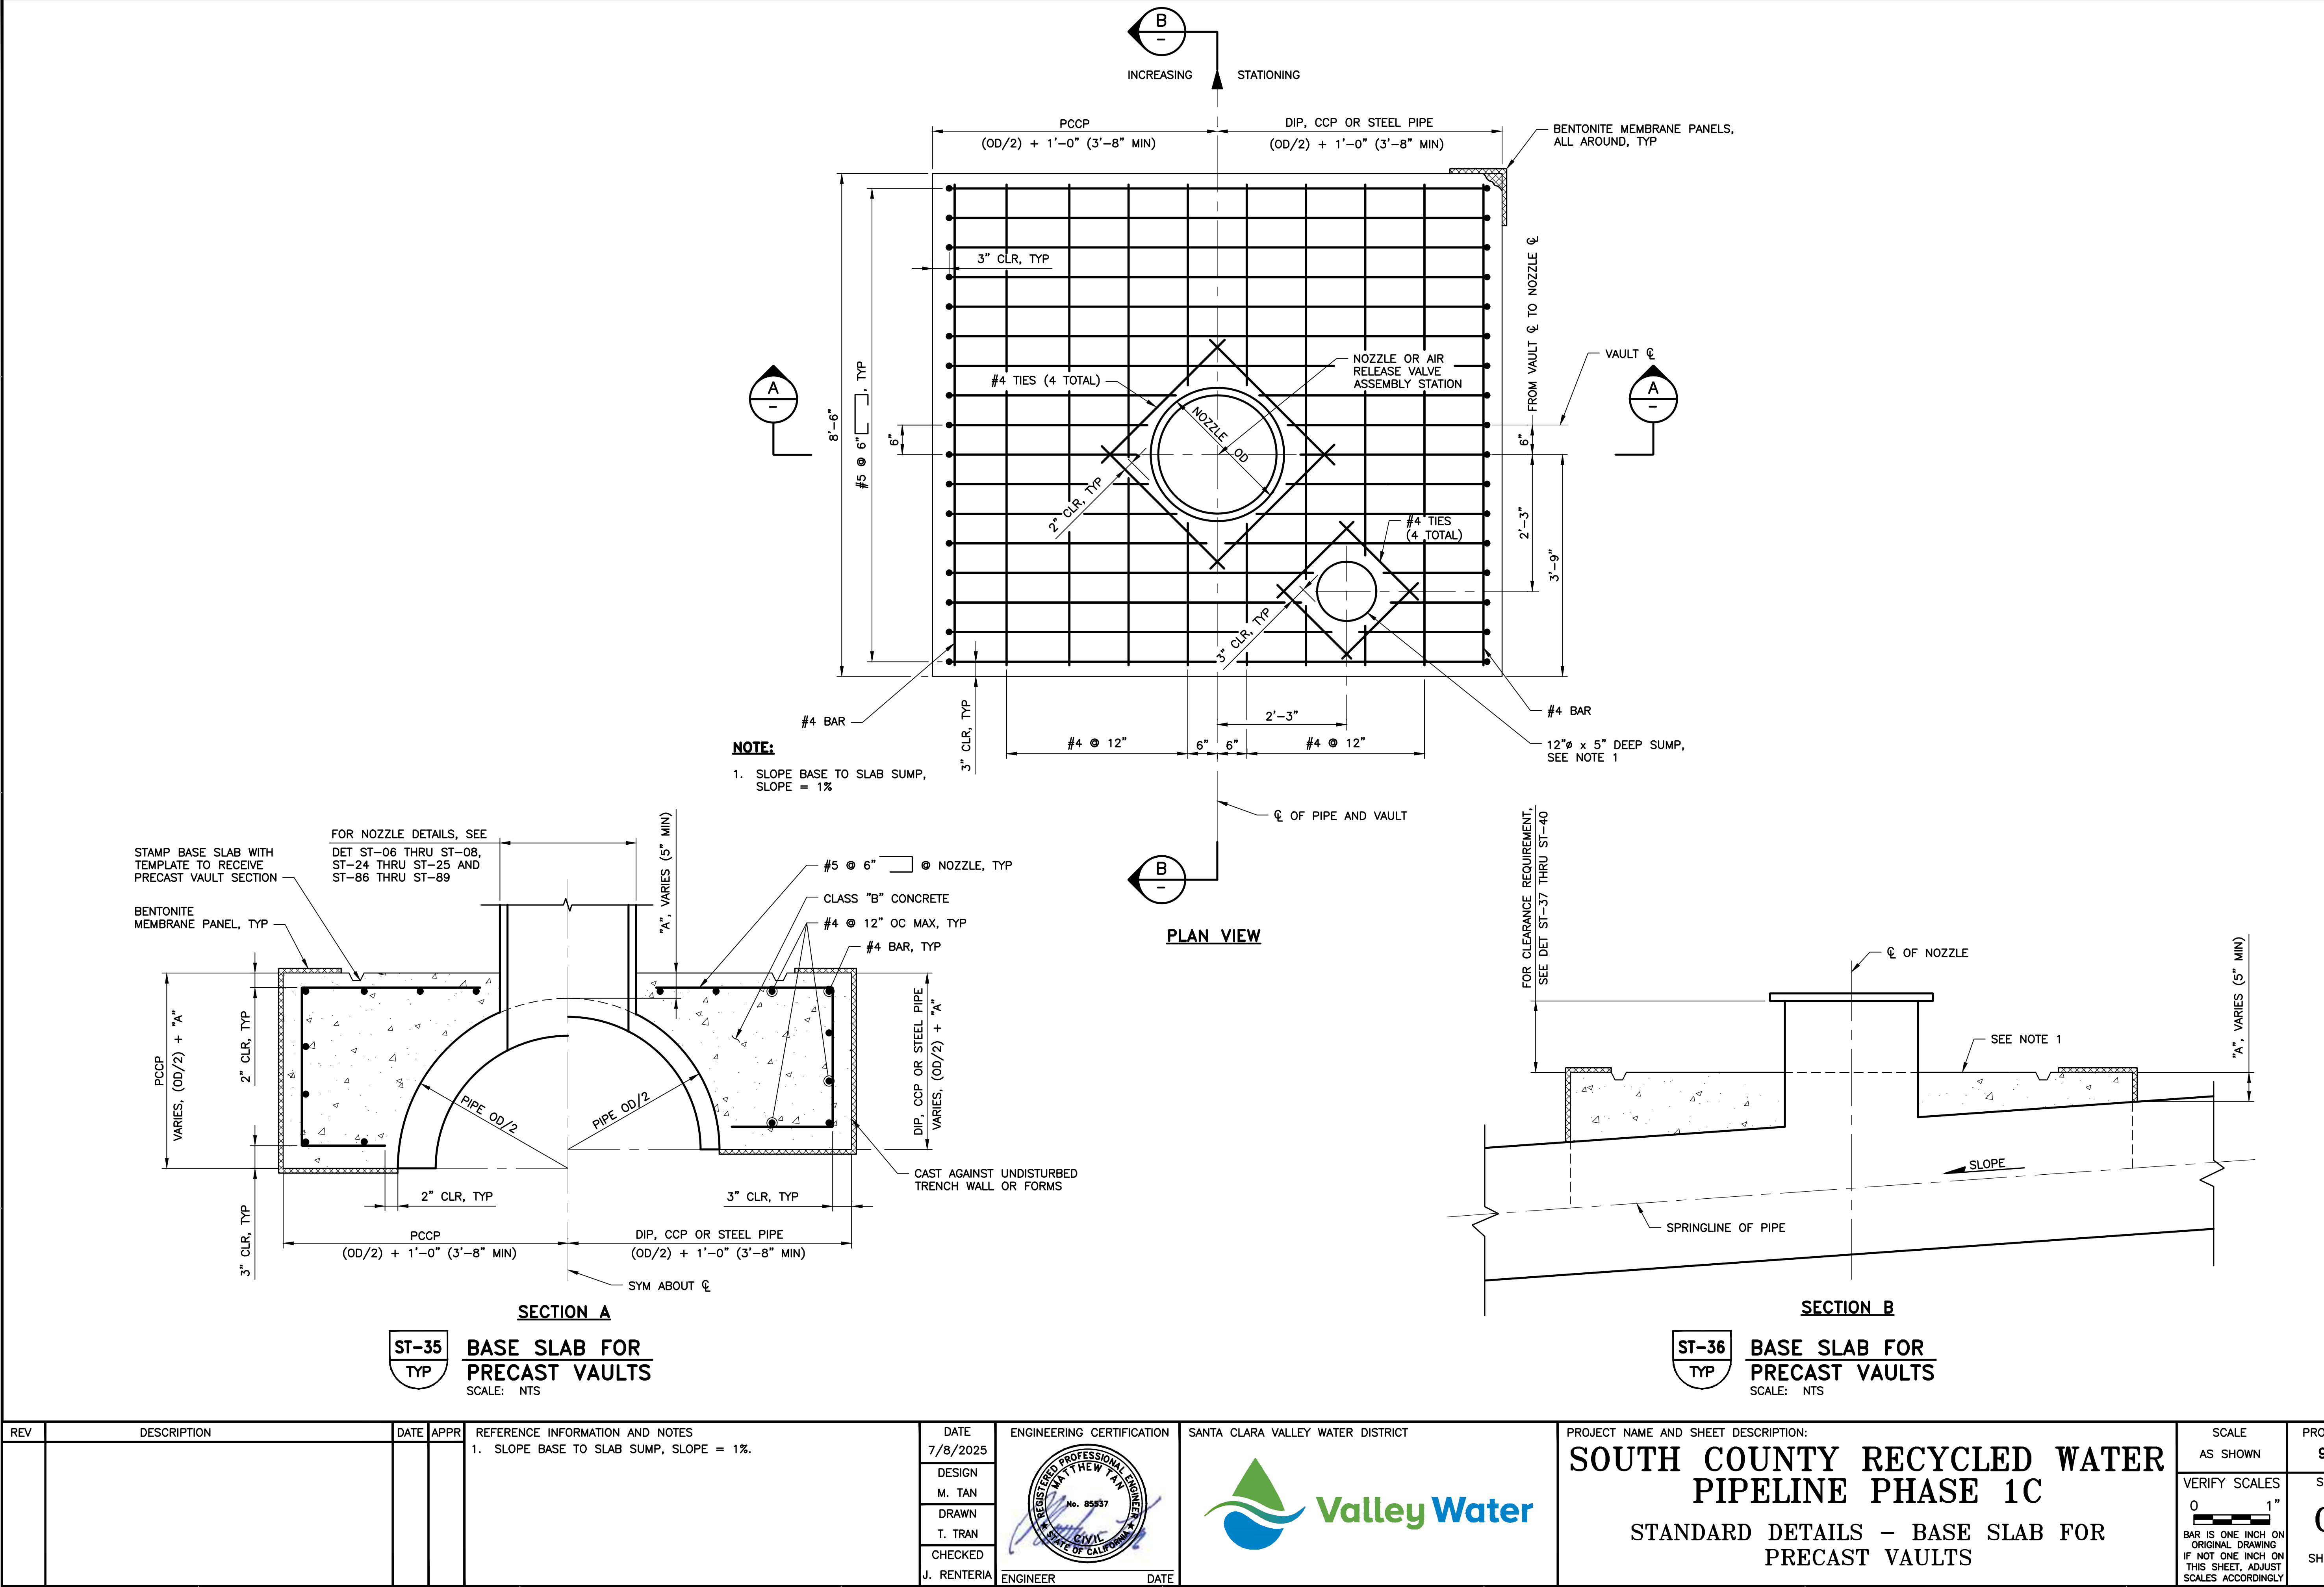 B
–
INCREASING STATIONING
PCCP
(OD/2) + 1'–0" (3'–8" MIN)
DIP, CCP OR STEEL PIPE
(OD/2) + 1'–0" (3'–8" MIN)
BENTONITE MEMBRANE PANELS,
ALL AROUND, TYP
3" CLR, TYP
8'–6"
#5 @ 6" , TYP
6"
A
–
#4 TIES (4 TOTAL)
NOZZLE OR AIR
RELEASE VALVE
ASSEMBLY STATION
NOZZLE OD
2" CLR, TYP
FROM VAULT ℄ TO NOZZLE ℄
6"
VAULT ℄
A
–
#4 TIES
(4 TOTAL)
2'–3"
3'–9"
3" CLR, TYP
#4 BAR
3" CLR, TYP
#4 @ 12"
6"
6"
#4 @ 12"
2'–3"
#4 BAR
12"ø x 5" DEEP SUMP,
SEE NOTE 1
NOTE:
1. SLOPE BASE TO SLAB SUMP,
SLOPE = 1%
℄ OF PIPE AND VAULT
B
–
PLAN VIEW
STAMP BASE SLAB WITH
TEMPLATE TO RECEIVE
PRECAST VAULT SECTION
FOR NOZZLE DETAILS, SEE
DET ST–06 THRU ST–08,
ST–24 THRU ST–25 AND
ST–86 THRU ST–89
BENTONITE
MEMBRANE PANEL, TYP
"A", VARIES (5" MIN)
#5 @ 6" @ NOZZLE, TYP
CLASS "B" CONCRETE
#4 @ 12" OC MAX, TYP
#4 BAR, TYP
PCCP
VARIES, (OD/2) + "A"
2" CLR, TYP
3" CLR, TYP
PIPE OD/2
PIPE OD/2
DIP, CCP OR STEEL PIPE
VARIES, (OD/2) + "A"
2" CLR, TYP
3" CLR, TYP
CAST AGAINST UNDISTURBED
TRENCH WALL OR FORMS
PCCP
(OD/2) + 1'–0" (3'–8" MIN)
DIP, CCP OR STEEL PIPE
(OD/2) + 1'–0" (3'–8" MIN)
SYM ABOUT ℄
SECTION A
ST–35
TYP
BASE SLAB FOR
PRECAST VAULTS
SCALE: NTS
FOR CLEARANCE REQUIREMENT,
SEE DET ST–37 THRU ST–40
℄ OF NOZZLE
SEE NOTE 1
"A", VARIES (5" MIN)
SLOPE
SPRINGLINE OF PIPE
SECTION B
ST–36
TYP
BASE SLAB FOR
PRECAST VAULTS
SCALE: NTS
REV DESCRIPTION DATE APPR
REFERENCE INFORMATION AND NOTES
1. SLOPE BASE TO SLAB SUMP, SLOPE = 1%.
DATE
7/8/2025
DESIGN
M. TAN
DRAWN
T. TRAN
CHECKED
J. RENTERIA
ENGINEERING CERTIFICATION
REGISTERED PROFESSIONAL ENGINEER
MATTHEW TAN
No. 85537
CIVIL
STATE OF CALIFORNIA
ENGINEER DATE
SANTA CLARA VALLEY WATER DISTRICT
Valley Water
PROJECT NAME AND SHEET DESCRIPTION:
SOUTH COUNTY RECYCLED WATER
PIPELINE PHASE 1C
STANDARD DETAILS – BASE SLAB FOR
PRECAST VAULTS
SCALE
AS SHOWN
VERIFY SCALES
0 1"
BAR IS ONE INCH ON
ORIGINAL DRAWING
IF NOT ONE INCH ON
THIS SHEET, ADJUST
SCALES ACCORDINGLY